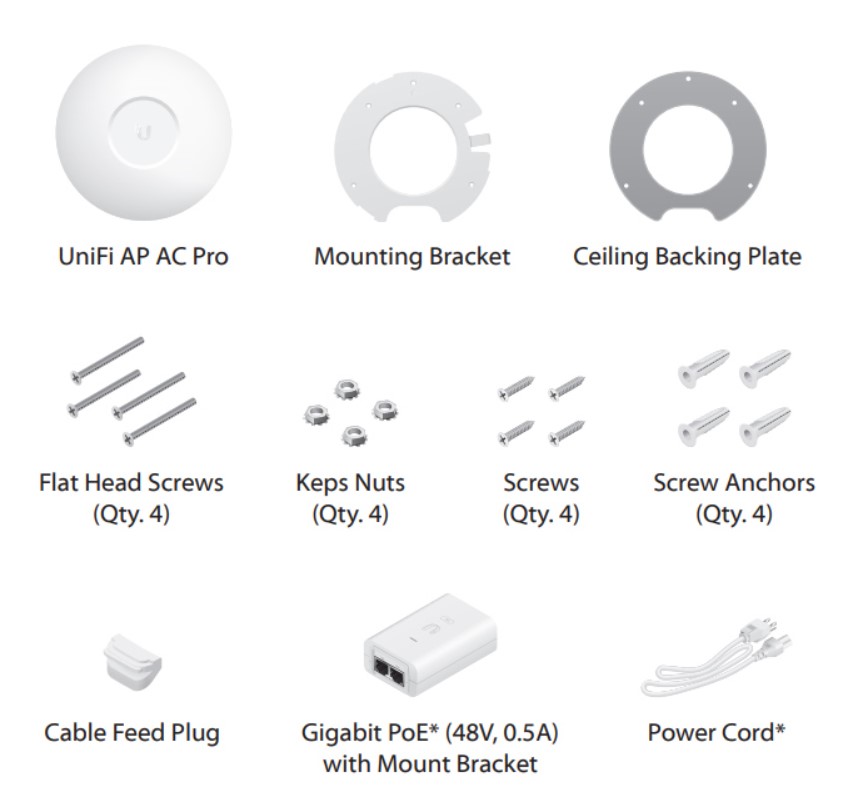 UniFi AP AC Pro
Mounting Bracket
Ceiling Backing Plate
Flat Head Screws
(Qty. 4)
Keps Nuts
(Qty. 4)
Screws
(Qty. 4)
Screw Anchors
(Qty. 4)
Cable Feed Plug
Gigabit PoE* (48V, 0.5A)
with Mount Bracket
Power Cord*